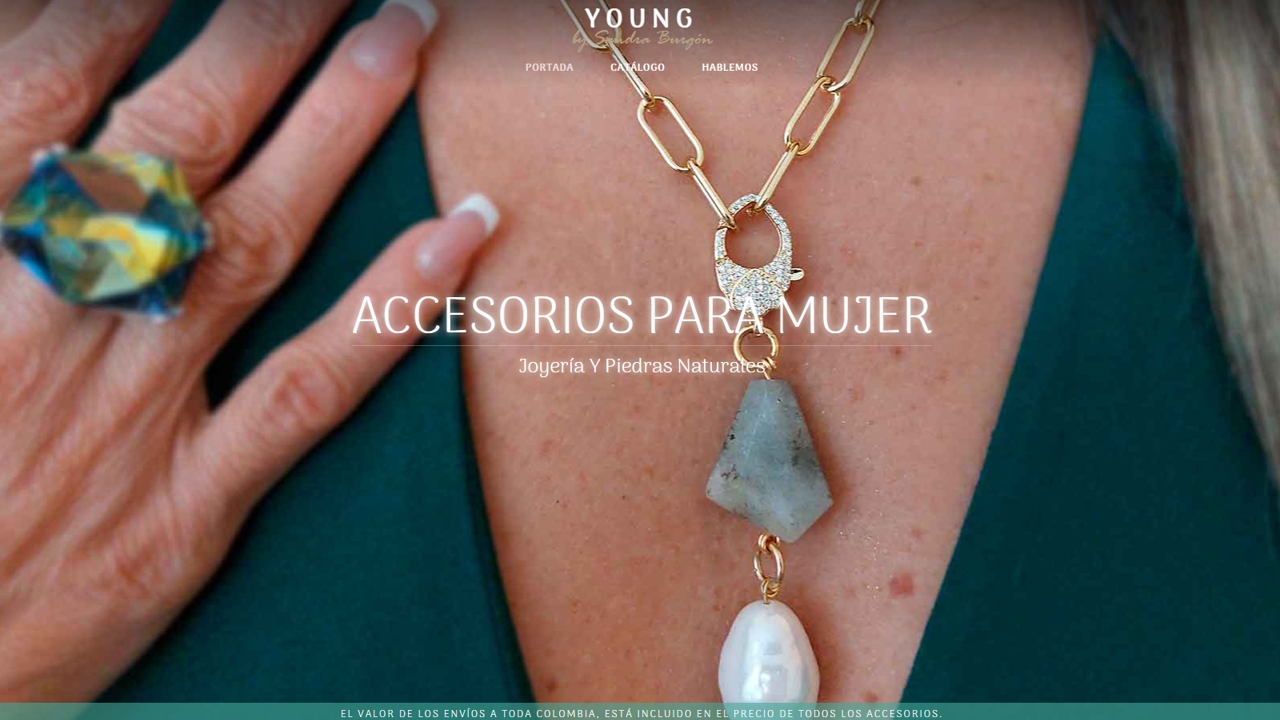 YOUNG
by Sandra Burgón
PORTADA CATÁLOGO HABLEMOS
ACCESORIOS PARA MUJER
Joyería Y Piedras Naturales
EL VALOR DE LOS ENVÍOS A TODA COLOMBIA, ESTÁ INCLUIDO EN EL PRECIO DE TODOS LOS ACCESORIOS.